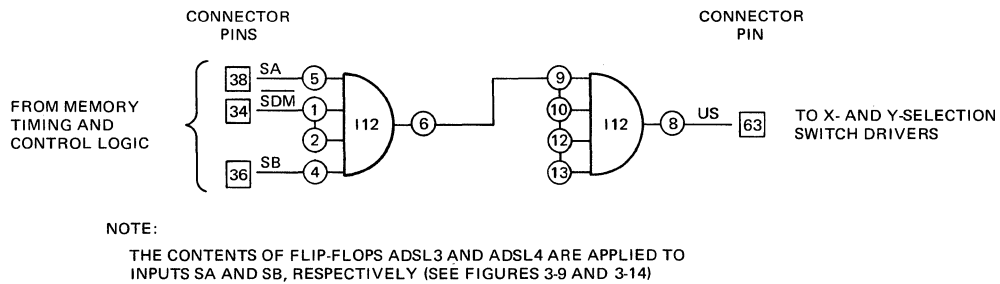 CONNECTOR
PINS
CONNECTOR
PIN
FROM MEMORY
TIMING AND
CONTROL LOGIC
38 SA 5
34 S̅D̅M̅ 1
2
36 SB 4
I12
6
9
10
12
13
I12
8 US 63
TO X- AND Y-SELECTION
SWITCH DRIVERS
NOTE:
THE CONTENTS OF FLIP-FLOPS ADSL3 AND ADSL4 ARE APPLIED TO
INPUTS SA AND SB, RESPECTIVELY (SEE FIGURES 3-9 AND 3-14)